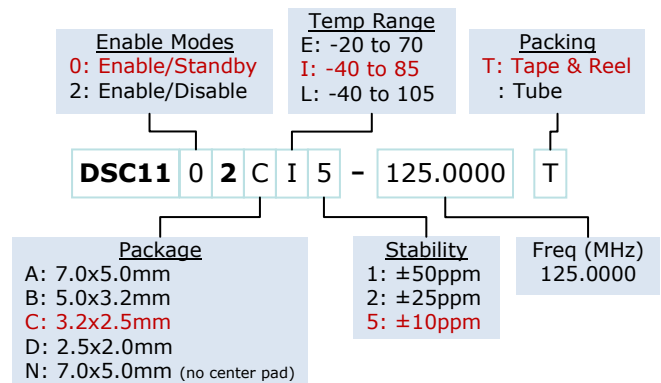 Enable Modes
0: Enable/Standby
2: Enable/Disable
Temp Range
E: -20 to 70
I: -40 to 85
L: -40 to 105
Packing
T: Tape & Reel
: Tube
DSC11 0 2 C I 5 – 125.0000 T
Package
A: 7.0x5.0mm
B: 5.0x3.2mm
C: 3.2x2.5mm
D: 2.5x2.0mm
N: 7.0x5.0mm (no center pad)
Stability
1: ±50ppm
2: ±25ppm
5: ±10ppm
Freq (MHz)
125.0000